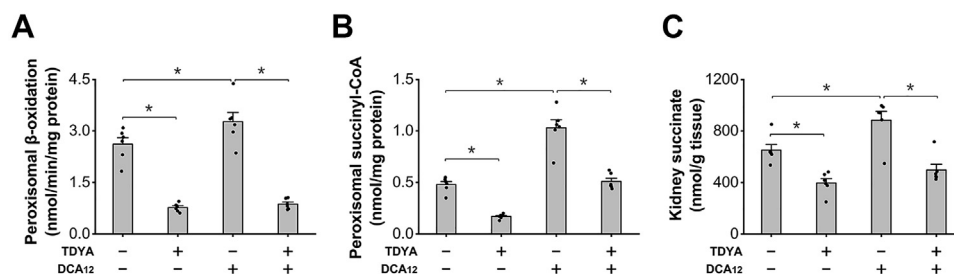 A
Peroxisomal β-oxidation
(nmol/min/mg protein)
4.5
3.0
1.5
0.0
* * *
TDYA − + − +
DCA12 − − + +
B
Peroxisomal succinyl-CoA
(nmol/mg protein)
1.5
1.0
0.5
0.0
* * *
TDYA − + − +
DCA12 − − + +
C
Kidney succinate
(nmol/g tissue)
1200
800
400
0
* * *
TDYA − + − +
DCA12 − − + +